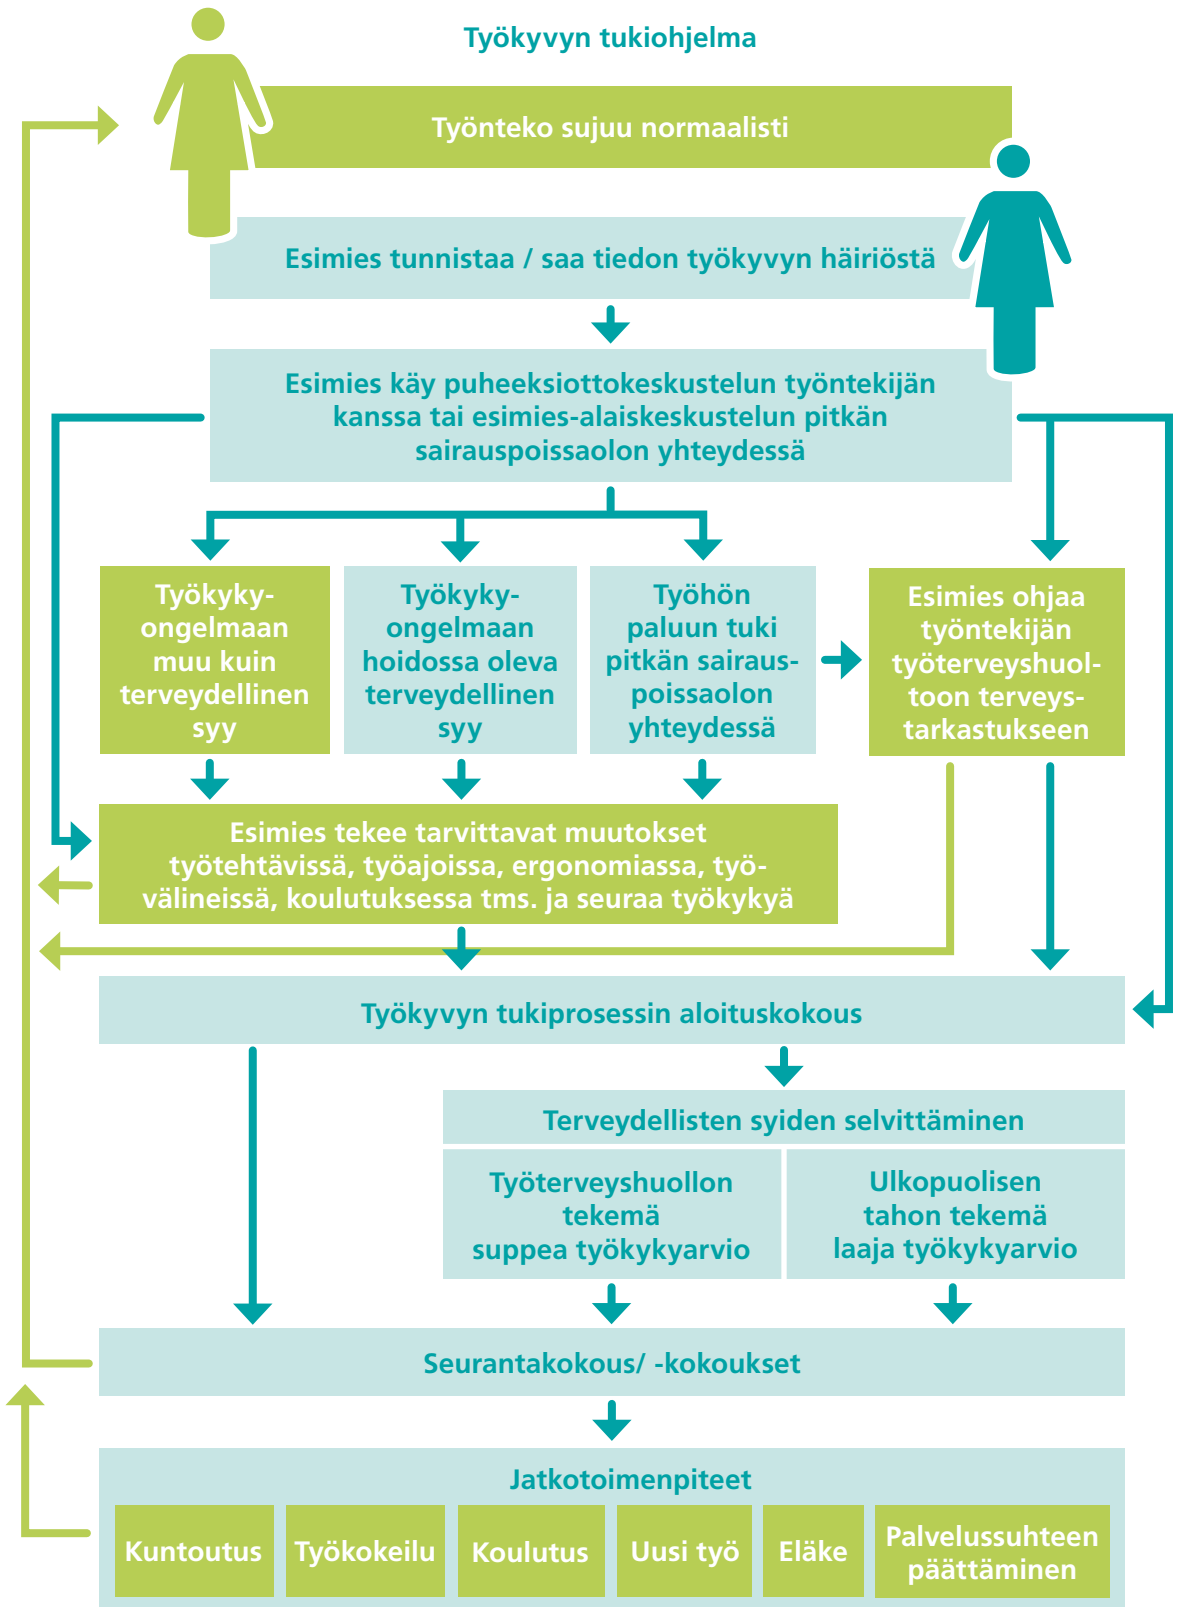 Työkyvyn tukiohjelma
Työnteko sujuu normaalisti
Esimies tunnistaa / saa tiedon työkyvyn häiriöstä
Esimies käy puheeksiottokeskustelun työntekijän
kanssa tai esimies-alaiskeskustelun pitkän
sairauspoissaolon yhteydessä
Työkyky-
ongelmaan
muu kuin
terveydellinen
syy
Työkyky-
ongelmaan
hoidossa oleva
terveydellinen
syy
Työhön
paluun tuki
pitkän sairaus-
poissaolon
yhteydessä
Esimies ohjaa
työntekijän
työterveyshuol-
toon terveys-
tarkastukseen
Esimies tekee tarvittavat muutokset
työtehtävissä, työajoissa, ergonomiassa, työ-
välineissä, koulutuksessa tms. ja seuraa työkykyä
Työkyvyn tukiprosessin aloituskokous
Terveydellisten syiden selvittäminen
Työterveyshuollon
tekemä
suppea työkykyarvio
Ulkopuolisen
tahon tekemä
laaja työkykyarvio
Seurantakokous/ -kokoukset
Jatkotoimenpiteet
Kuntoutus
Työkokeilu
Koulutus
Uusi työ
Eläke
Palvelussuhteen
päättäminen